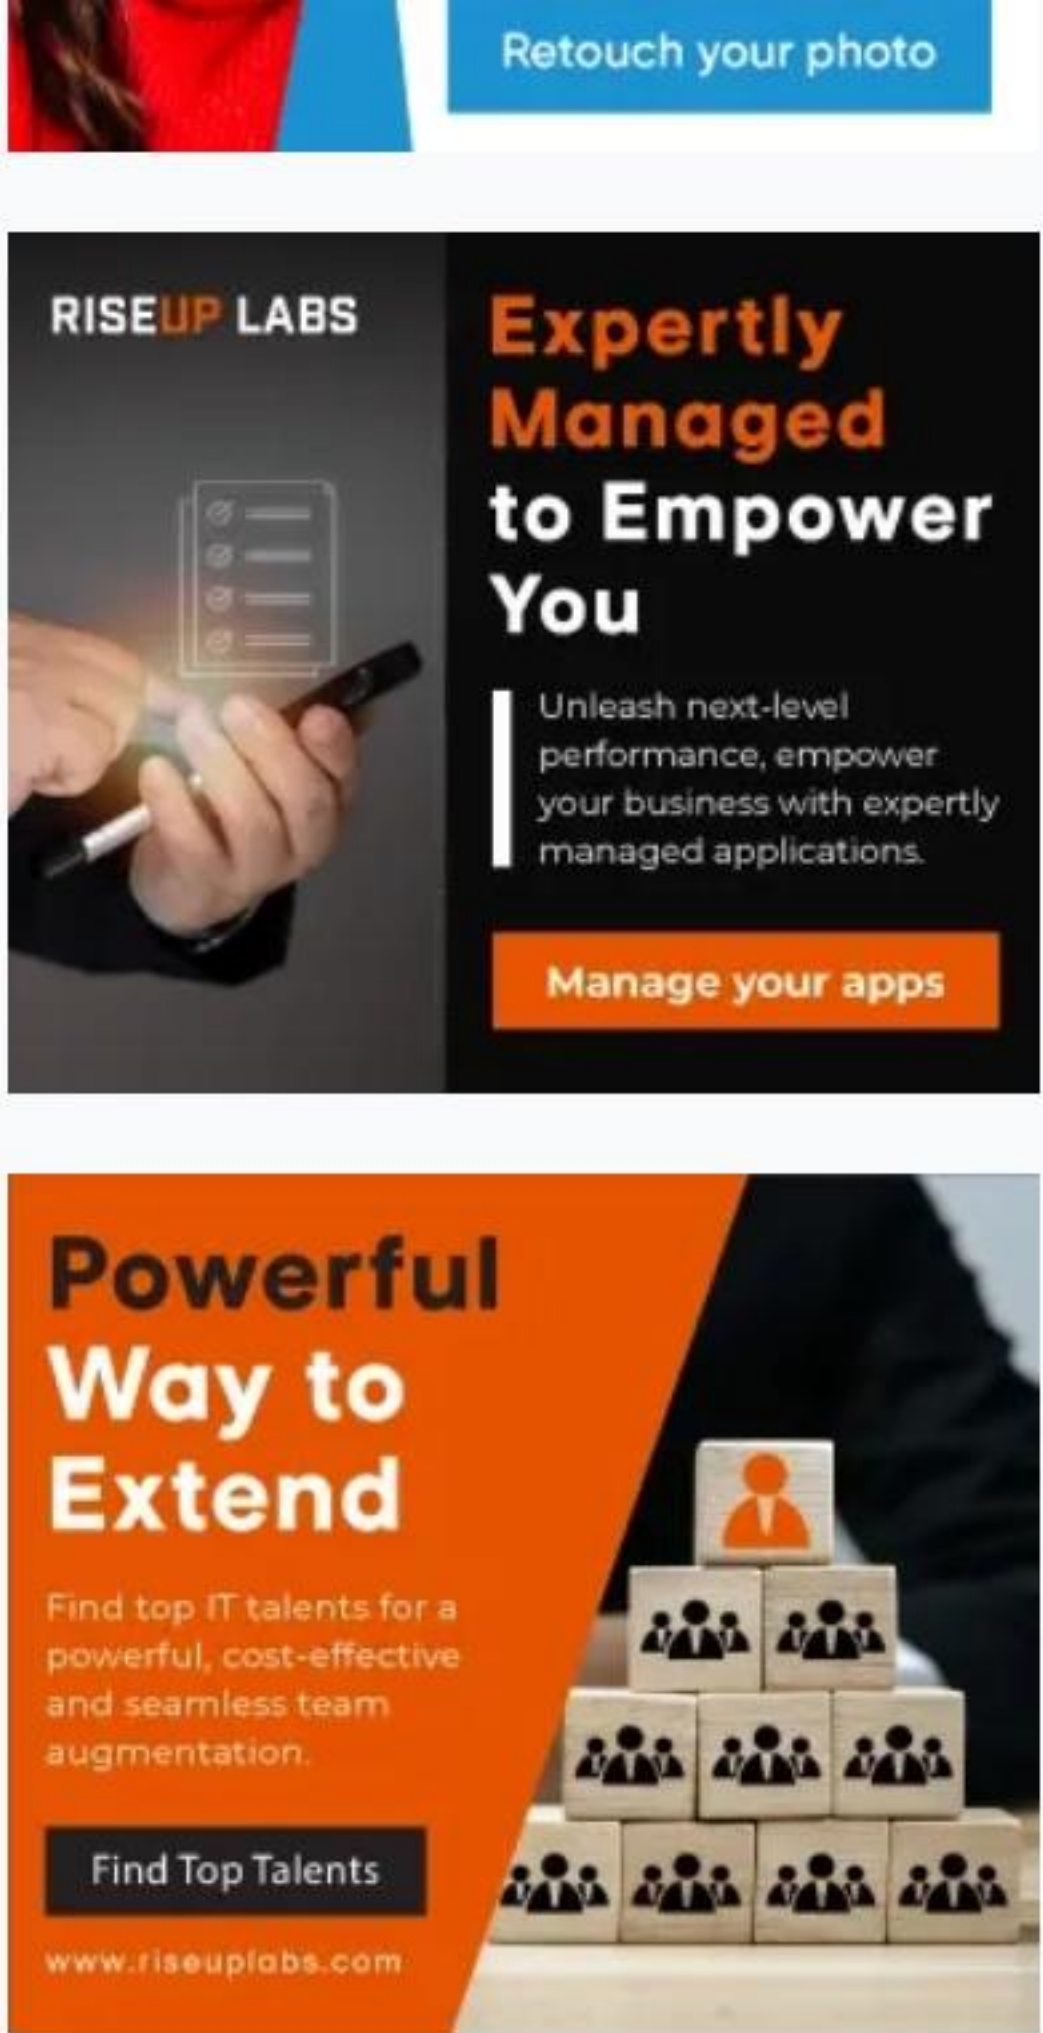 Retouch your photo
RISEUP LABS
Expertly
Managed
to Empower
You
Unleash next-level
performance, empower
your business with expertly
managed applications.
Manage your apps
Powerful
Way to
Extend
Find top IT talents for a
powerful, cost-effective
and seamless team
augmentation.
Find Top Talents
www.riseuplabs.com